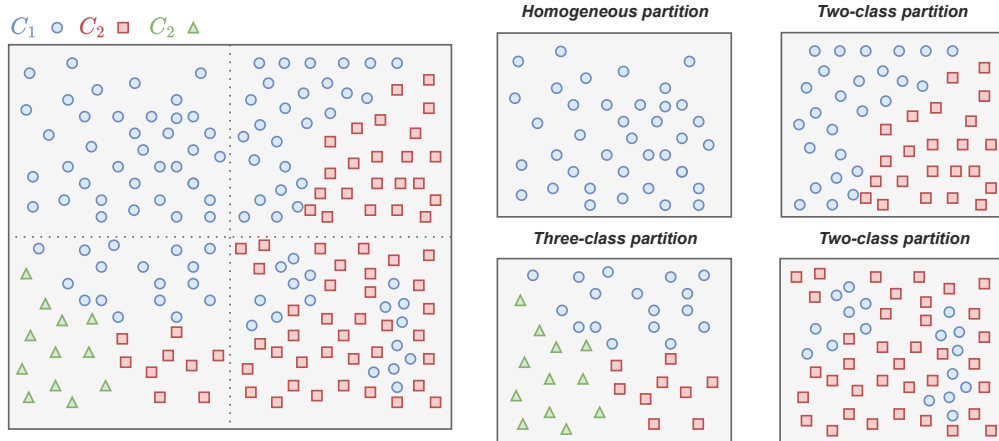 C1 C2 C2
Homogeneous partition
Two-class partition
Three-class partition
Two-class partition